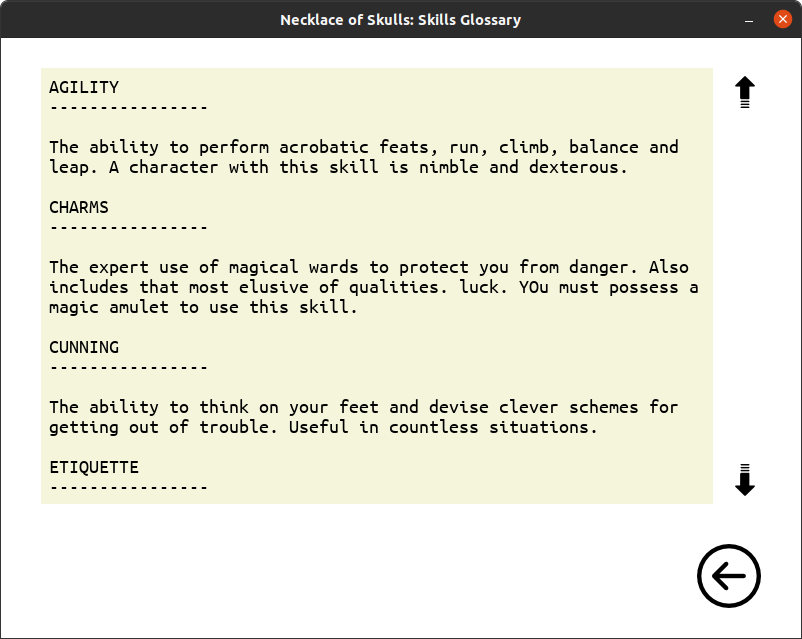 Necklace of Skulls: Skills Glossary
AGILITY
----------------
The ability to perform acrobatic feats, run, climb, balance and
leap. A character with this skill is nimble and dexterous.
CHARMS
----------------
The expert use of magical wards to protect you from danger. Also
includes that most elusive of qualities. luck. YOu must possess a
magic amulet to use this skill.
CUNNING
----------------
The ability to think on your feet and devise clever schemes for
getting out of trouble. Useful in countless situations.
ETIQUETTE
----------------